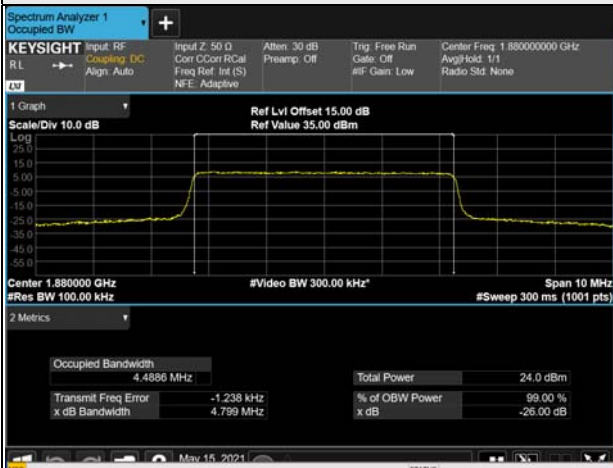 Spectrum Analyzer 1
Occupied BW
KEYSIGHT
RL
LXI
Input: RF
Coupling: DC
Align: Auto
Input Z: 50 Ω
Corr CCorr RCal
Freq Ref: Int (S)
NFE: Adaptive
Atten: 30 dB
Preamp: Off
Trig: Free Run
Gate: Off
#IF Gain: Low
Center Freq: 1.880000000 GHz
Avg|Hold: 1/1
Radio Std: None
1 Graph
Scale/Div 10.0 dB
Ref Lvl Offset 15.00 dB
Ref Value 35.00 dBm
Log
25.0
15.0
5.00
-5.00
-15.0
-25.0
-35.0
-45.0
-55.0
Center 1.880000 GHz
#Video BW 300.00 kHz*
Span 10 MHz
#Res BW 100.00 kHz
#Sweep 300 ms (1001 pts)
2 Metrics
Occupied Bandwidth
4.4886 MHz
Total Power 24.0 dBm
Transmit Freq Error -1.238 kHz
% of OBW Power 99.00 %
x dB Bandwidth 4.799 MHz
x dB -26.00 dB
May 15, 2021